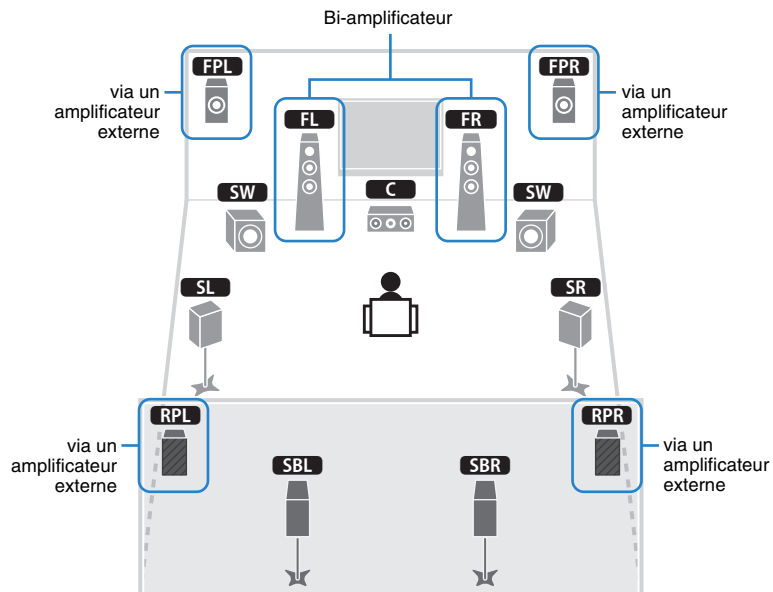 Bi-amplificateur
FPL
FPR
via un
amplificateur
externe
via un
amplificateur
externe
FL
FR
SW
C
SW
SL
SR
RPL
RPR
via un
amplificateur
externe
via un
amplificateur
externe
SBL
SBR